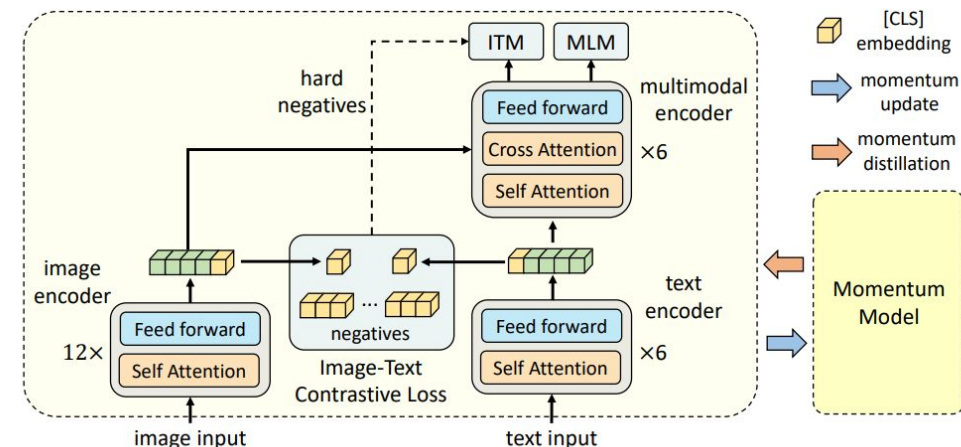 ITM
MLM
[CLS]
embedding
hard
negatives
multimodal
encoder
momentum
update
Feed forward
Cross Attention
×6
momentum
distillation
Self Attention
image
encoder
text
encoder
Momentum
Model
Feed forward
12×
Self Attention
...
negatives
Feed forward
×6
Self Attention
Image-Text
Contrastive Loss
image input
text input